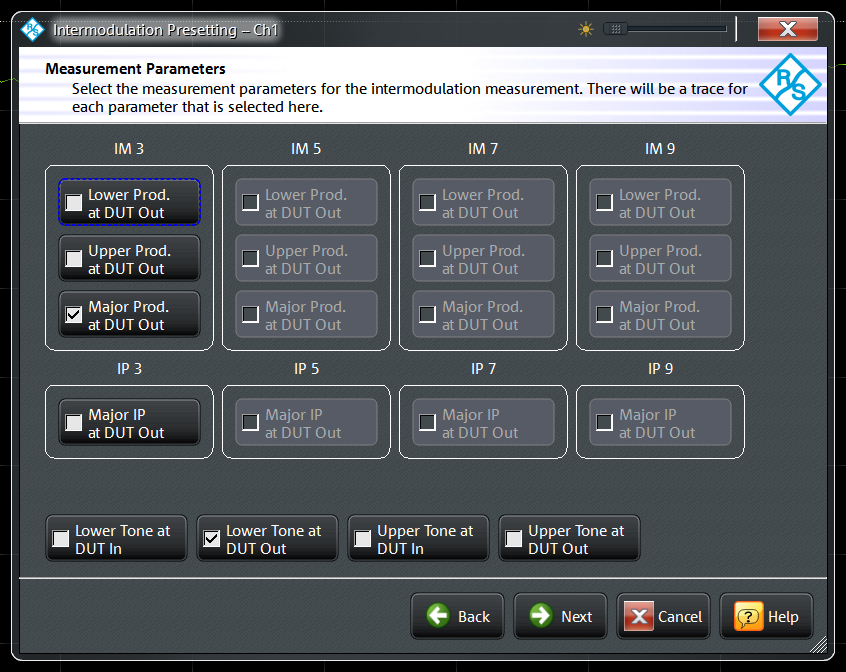 Intermodulation Presetting – Ch1
Measurement Parameters
Select the measurement parameters for the intermodulation measurement. There will be a trace for
each parameter that is selected here.
R
S
IM 3 IM 5 IM 7 IM 9
Lower Prod. Lower Prod. Lower Prod. Lower Prod.
at DUT Out at DUT Out at DUT Out at DUT Out
Upper Prod. Upper Prod. Upper Prod. Upper Prod.
at DUT Out at DUT Out at DUT Out at DUT Out
Major Prod. Major Prod. Major Prod. Major Prod.
at DUT Out at DUT Out at DUT Out at DUT Out
IP 3 IP 5 IP 7 IP 9
Major IP Major IP Major IP Major IP
at DUT Out at DUT Out at DUT Out at DUT Out
Lower Tone at Lower Tone at Upper Tone at Upper Tone at
DUT In DUT Out DUT In DUT Out
Back Next Cancel Help